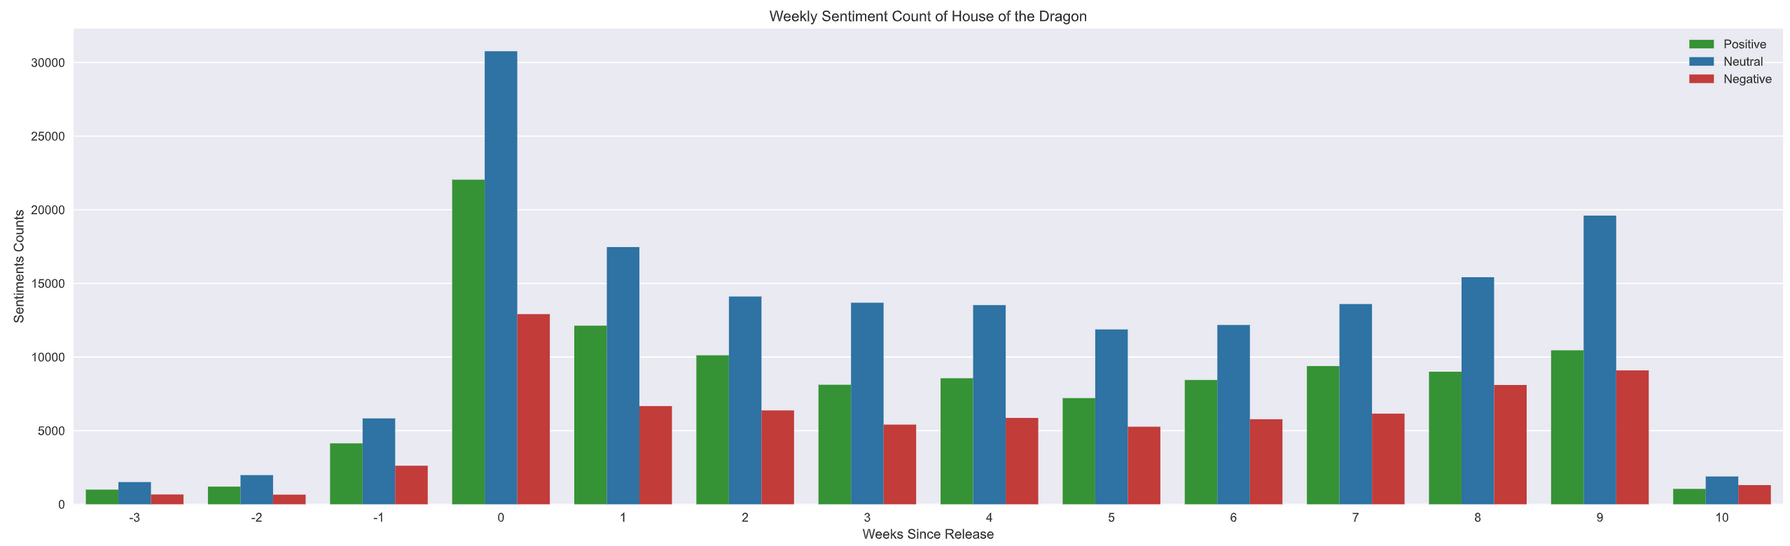 Weekly Sentiment Count of House of the Dragon
Positive
Neutral
Negative
30000
25000
20000
15000
10000
5000
0
Sentiments Counts
-3 -2 -1 0 1 2 3 4 5 6 7 8 9 10
Weeks Since Release